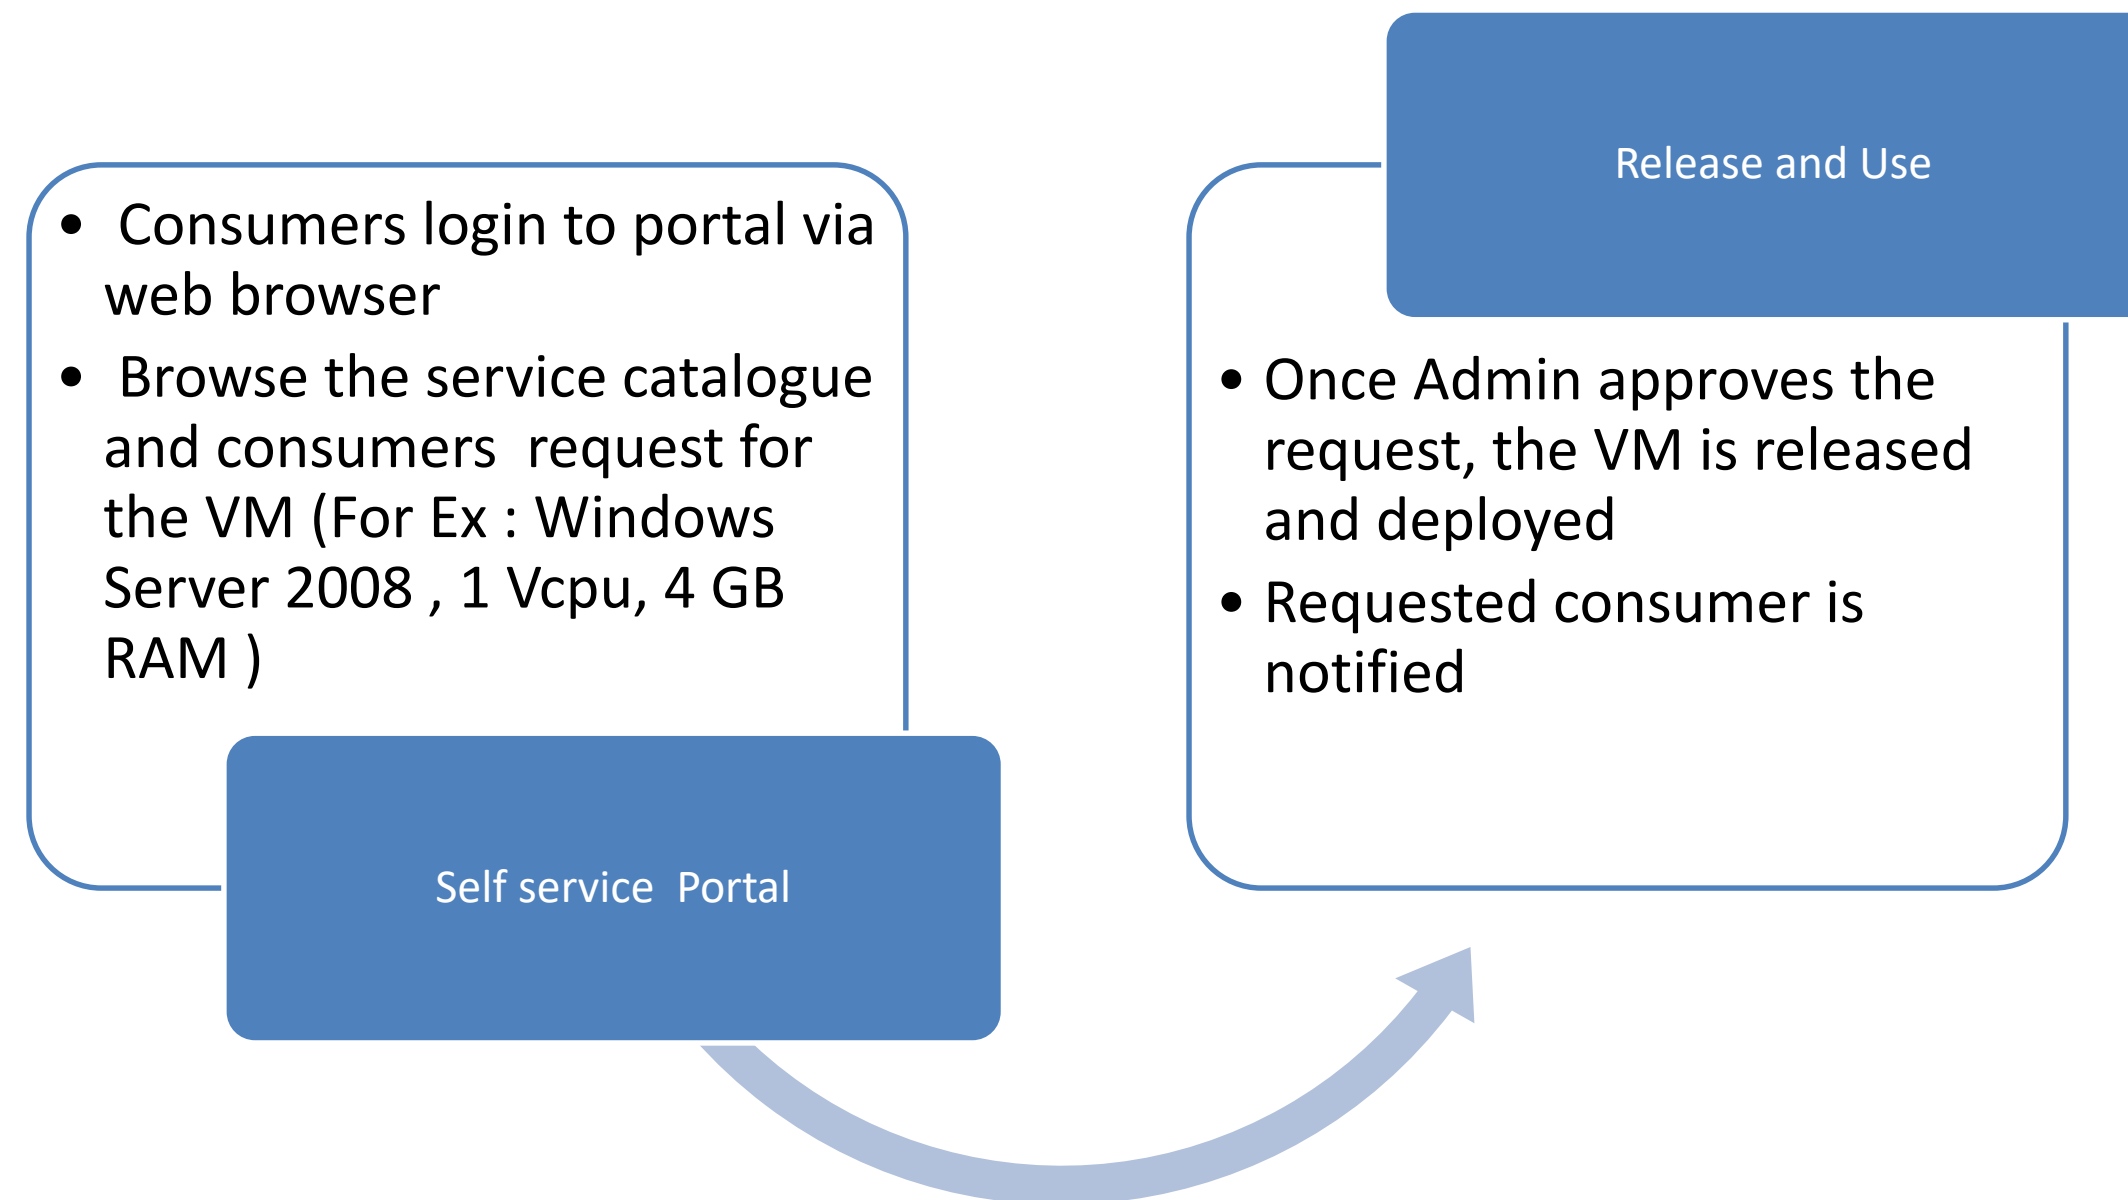 • Consumers login to portal via
web browser
• Browse the service catalogue
and consumers request for
the VM (For Ex : Windows
Server 2008 , 1 Vcpu, 4 GB
RAM )
Self service Portal
Release and Use
• Once Admin approves the
request, the VM is released
and deployed
• Requested consumer is
notified